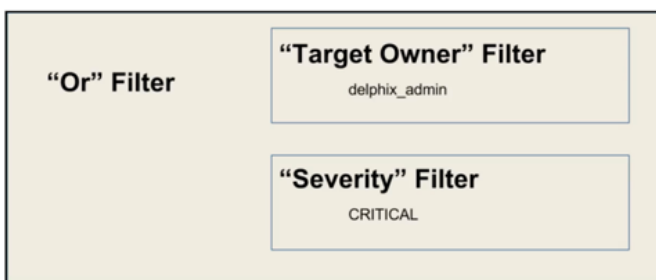 “Or” Filter
“Target Owner” Filter
delphix_admin
“Severity” Filter
CRITICAL